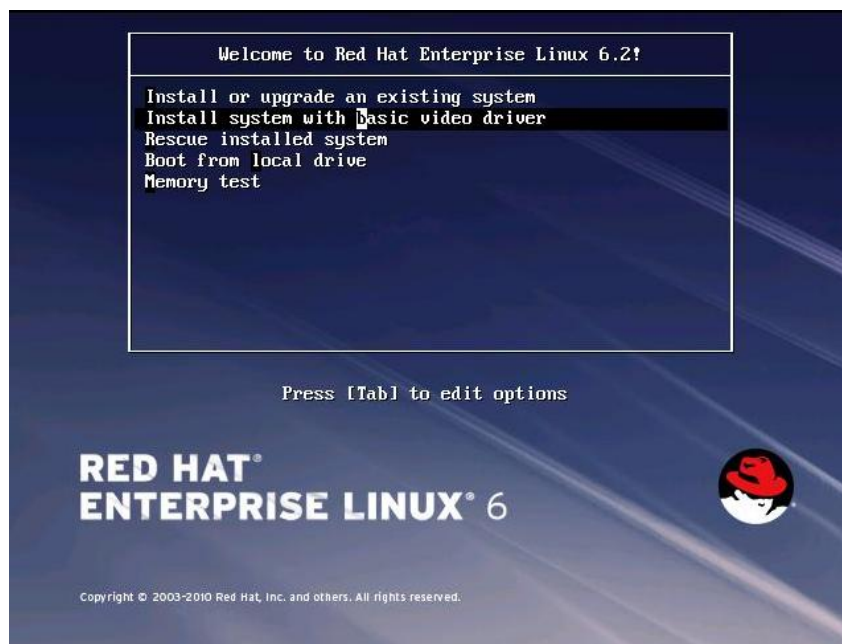 Welcome to Red Hat Enterprise Linux 6.2!
Install or upgrade an existing system
Install system with basic video driver
Rescue installed system
Boot from local drive
Memory test
Press [Tab] to edit options
RED HAT®
ENTERPRISE LINUX® 6
Copyright © 2003-2010 Red Hat, Inc. and others. All rights reserved.